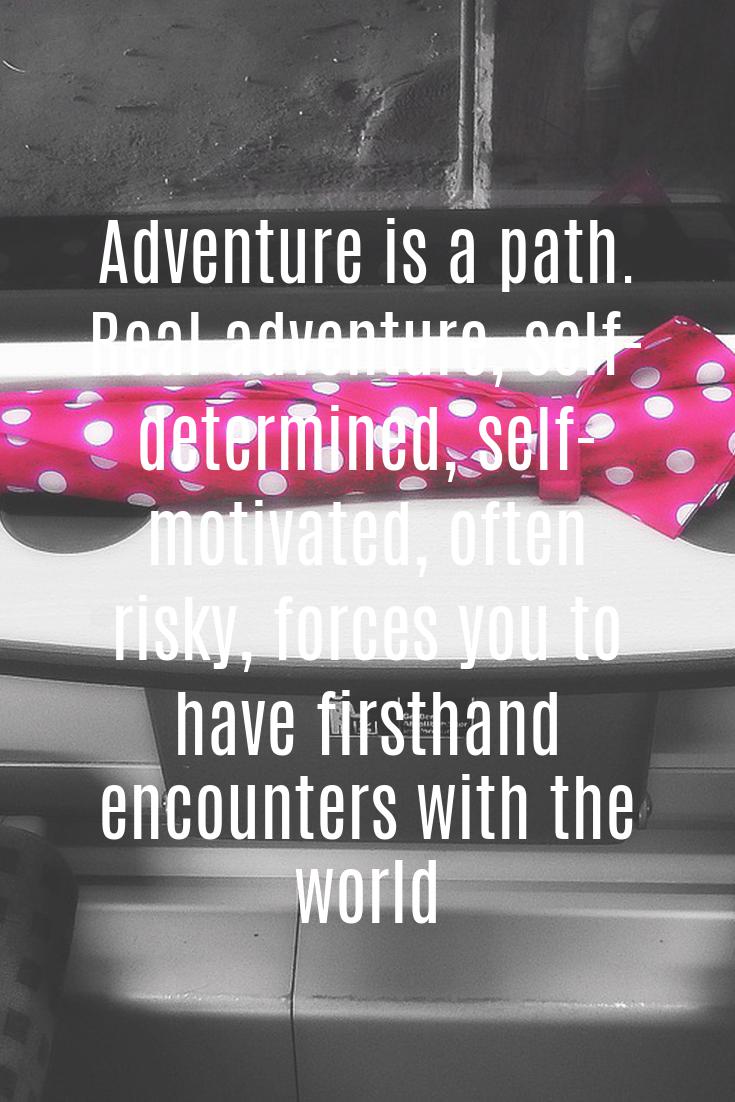 Adventure is a path.
Real adventure, self-
determined, self-
motivated, often
risky, forces you to
have firsthand
encounters with the
world